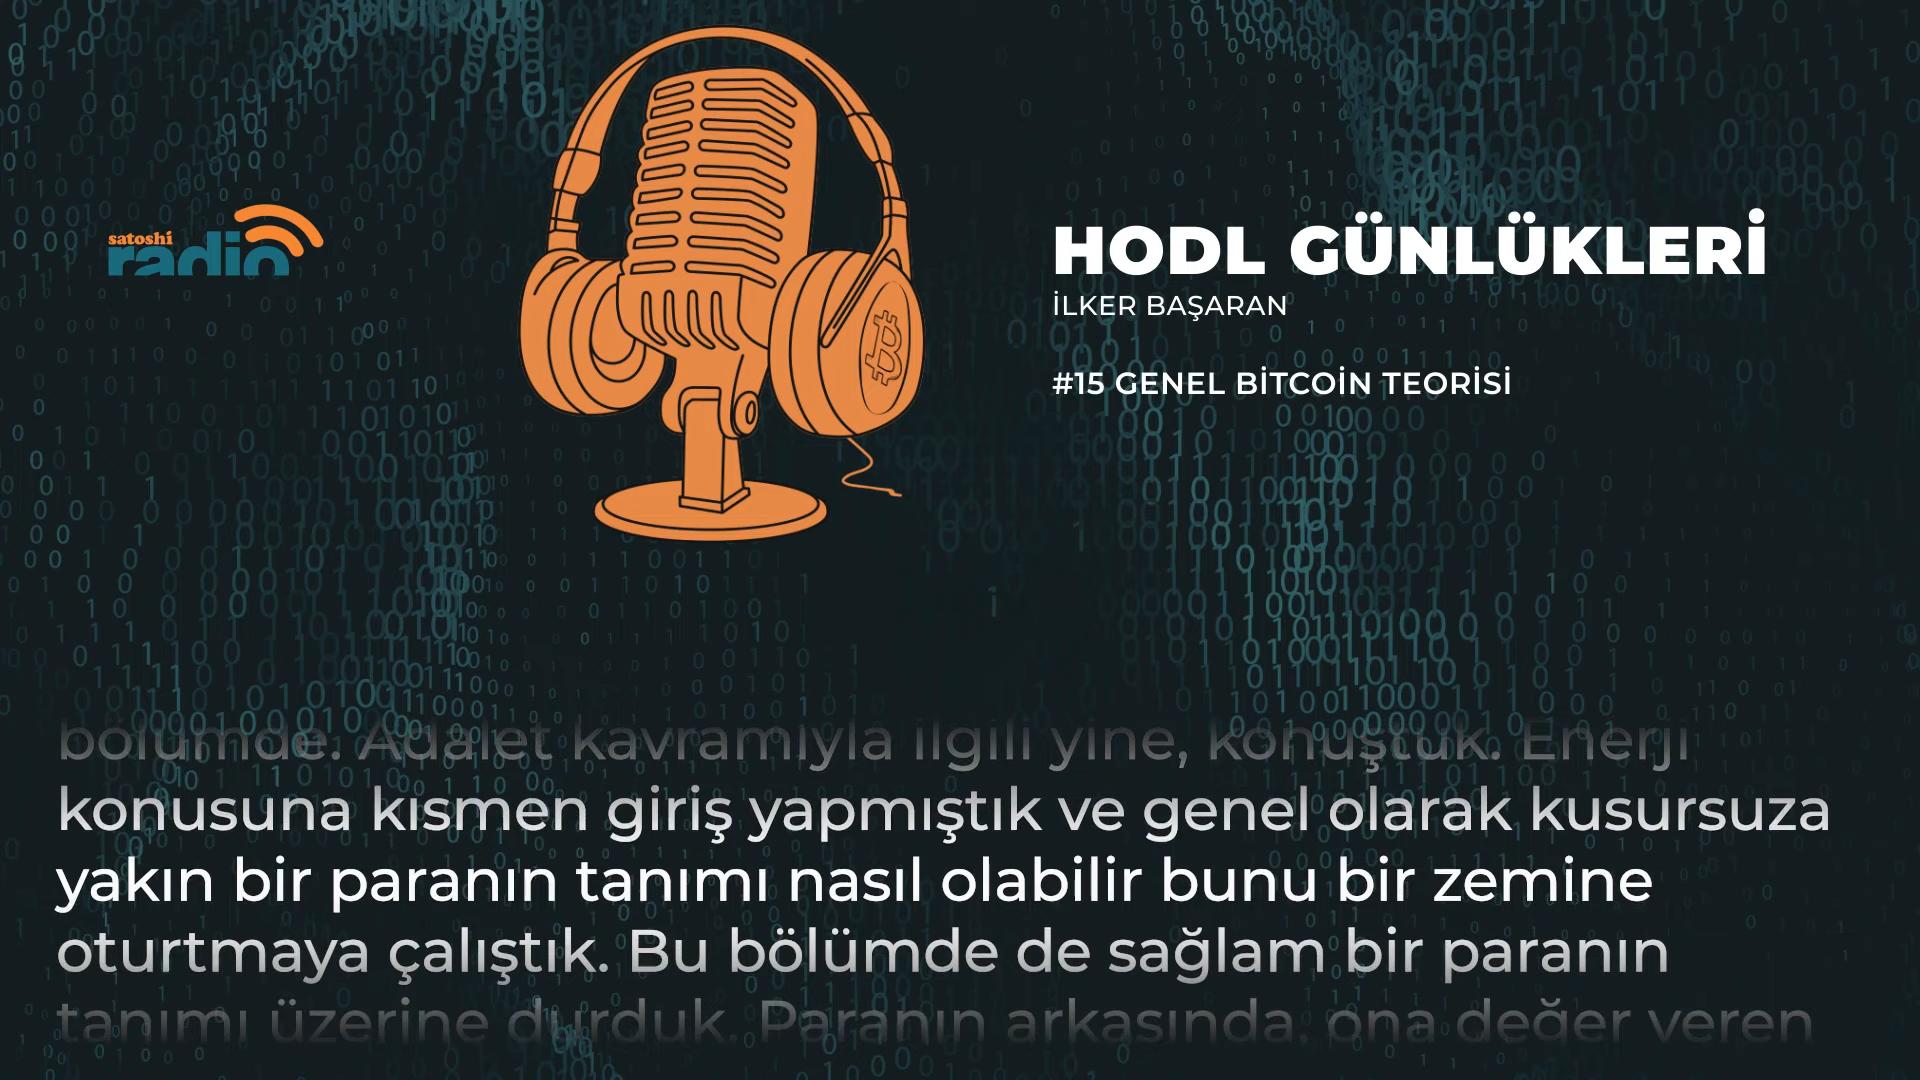 satoshi
radio
HODL GÜNLÜKLERİ
İLKER BAŞARAN
#15 GENEL BİTCOİN TEORİSİ
bölümde. Adalet kavramıyla ilgili yine, konuştuk. Enerji
konusuna kısmen giriş yapmıştık ve genel olarak kusursuza
yakın bir paranın tanımı nasıl olabilir bunu bir zemine
oturtmaya çalıştık. Bu bölümde de sağlam bir paranın
tanımı üzerine durduk. Paranın arkasında, ona değer veren